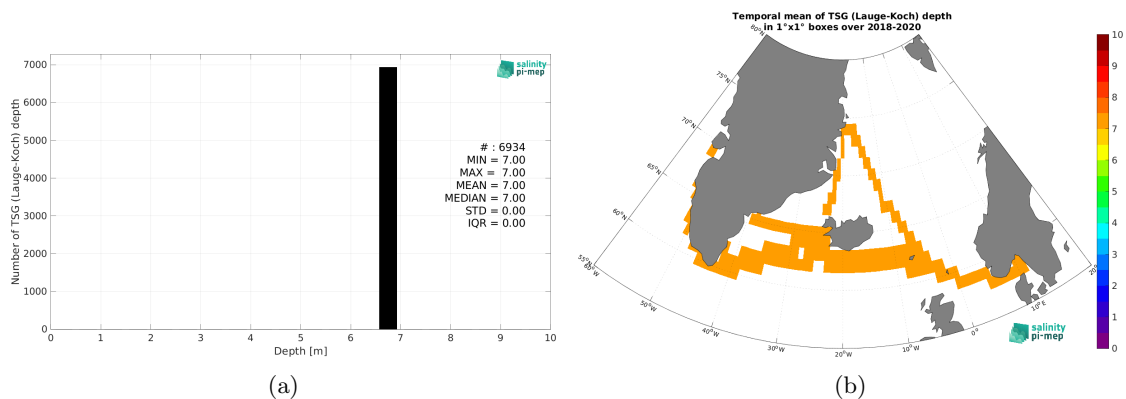 7000
6000
5000
4000
3000
2000
1000
0
Number of TSG (Lauge-Koch) depth
salinity
pi-mep
# : 6934
MIN = 7.00
MAX = 7.00
MEAN = 7.00
MEDIAN = 7.00
STD = 0.00
IQR = 0.00
0 1 2 3 4 5 6 7 8 9 10
Depth [m]
(a)
Temporal mean of TSG (Lauge-Koch) depth
in 1°x1° boxes over 2018-2020
80°N
75°N
70°N
65°N
60°N
55°N
60°W
50°W
40°W
30°W
20°W
10°W
0°
10°E
salinity
pi-mep
10
9
8
7
6
5
4
3
2
1
0
(b)